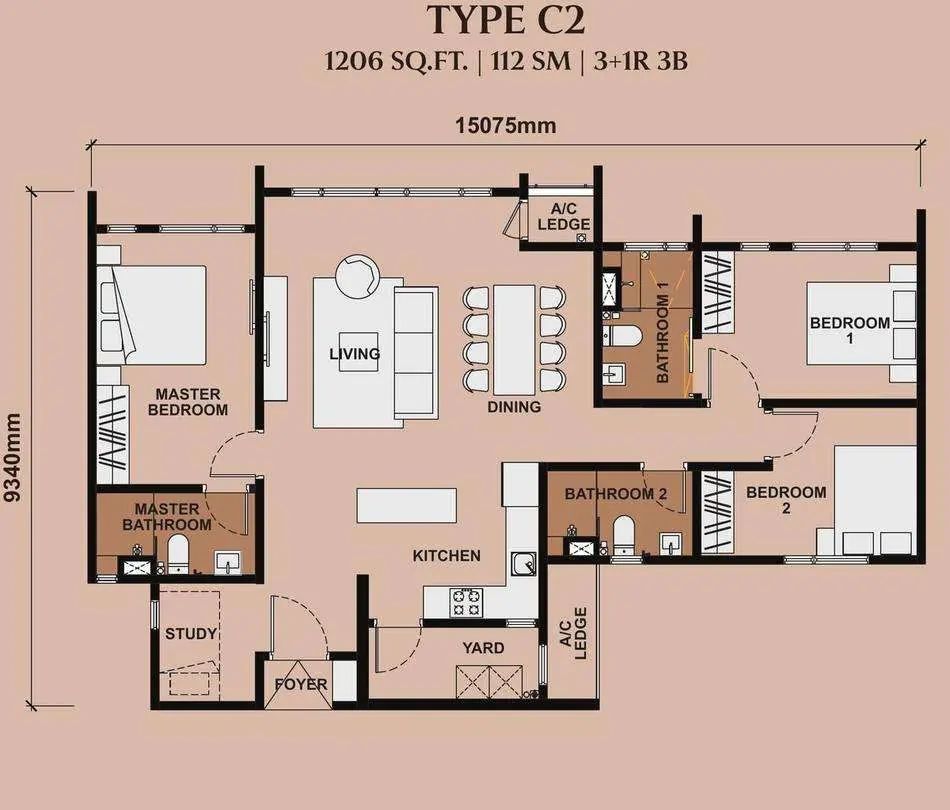 TYPE C2
1206 SQ.FT. | 112 SM | 3+1R 3B
15075mm
9340mm
A/C
LEDGE
BATHROOM 1
BEDROOM
1
LIVING
DINING
MASTER
BEDROOM
BATHROOM 2
BEDROOM
2
MASTER
BATHROOM
KITCHEN
STUDY
YARD
A/C
LEDGE
FOYER